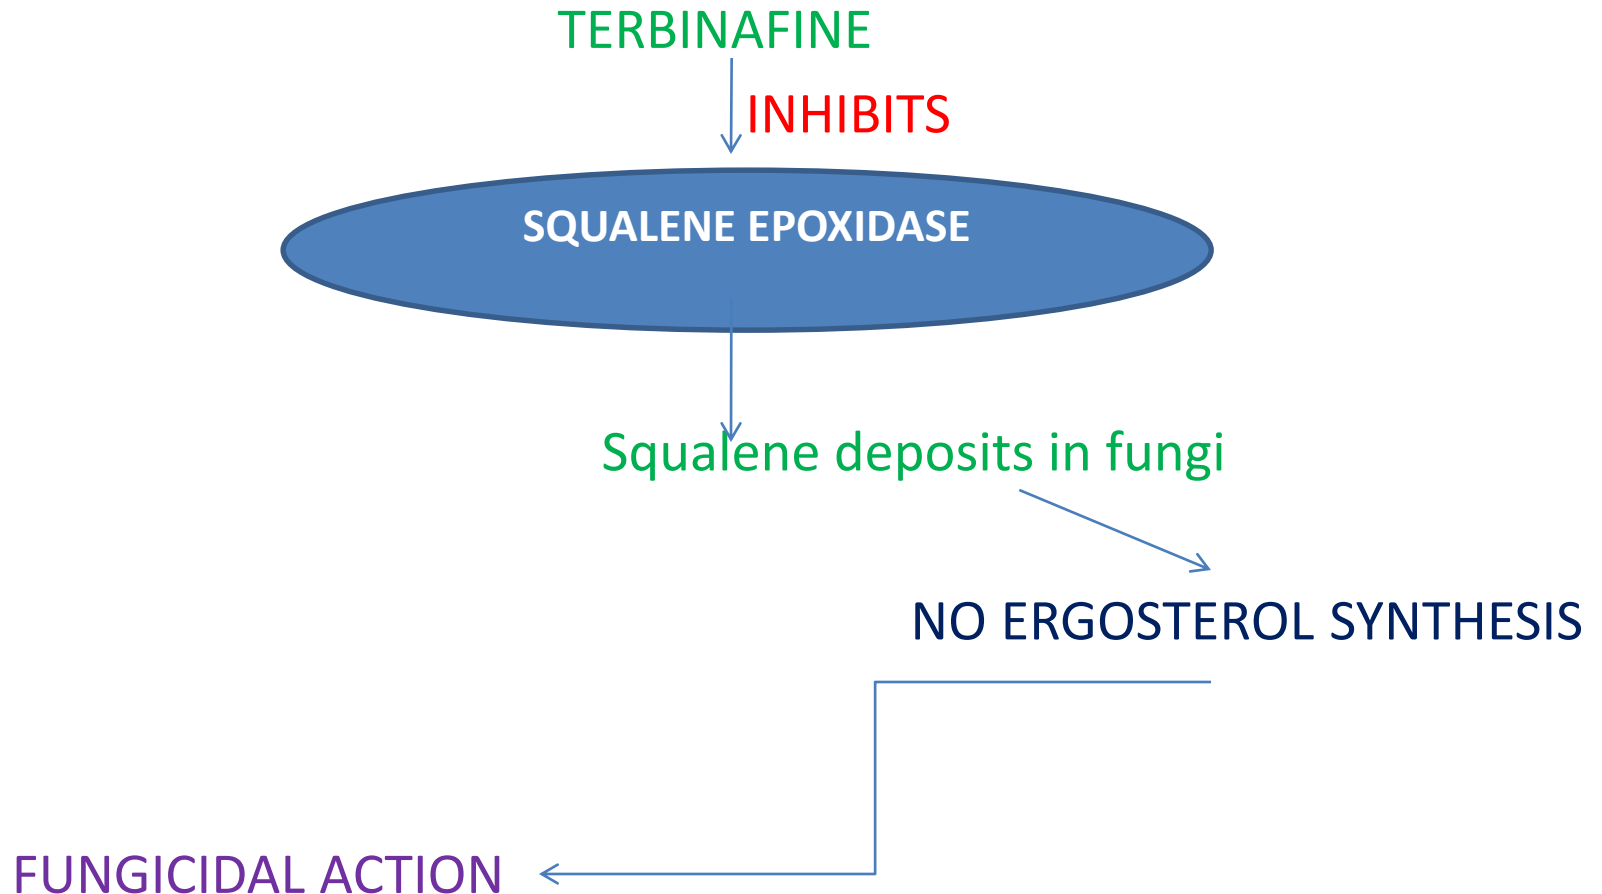 TERBINAFINE
INHIBITS
SQUALENE EPOXIDASE
Squalene deposits in fungi
NO ERGOSTEROL SYNTHESIS
FUNGICIDAL ACTION